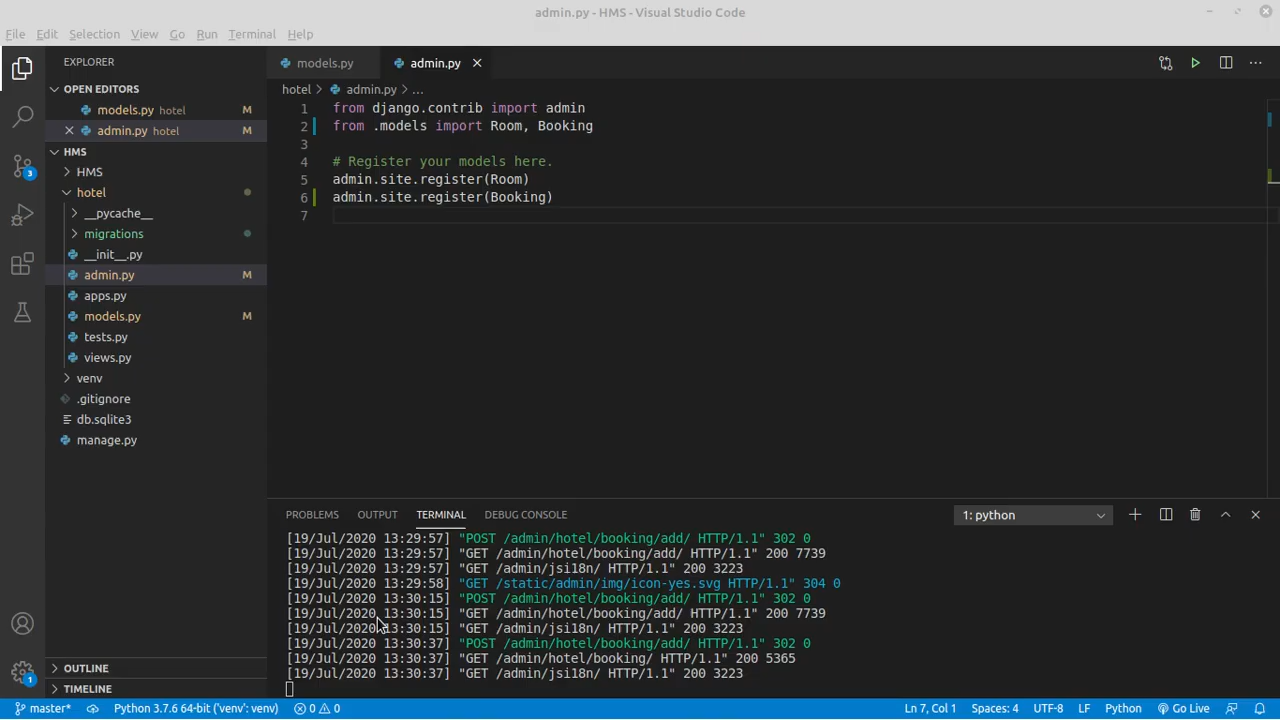 admin.py - HMS - Visual Studio Code
File Edit Selection View Go Run Terminal Help
EXPLORER
OPEN EDITORS
models.py hotel M
admin.py hotel M
HMS
HMS
hotel
__pycache__
migrations
__init__.py
admin.py M
apps.py
models.py M
tests.py
views.py
venv
.gitignore
db.sqlite3
manage.py
OUTLINE
TIMELINE
3
1
models.py admin.py
hotel admin.py ...
1 from django.contrib import admin
2 from .models import Room, Booking
3
4 # Register your models here.
5 admin.site.register(Room)
6 admin.site.register(Booking)
7
PROBLEMS OUTPUT TERMINAL DEBUG CONSOLE 1: python
[19/Jul/2020 13:29:57] "POST /admin/hotel/booking/add/ HTTP/1.1" 302 0
[19/Jul/2020 13:29:57] "GET /admin/hotel/booking/add/ HTTP/1.1" 200 7739
[19/Jul/2020 13:29:57] "GET /admin/jsi18n/ HTTP/1.1" 200 3223
[19/Jul/2020 13:29:58] "GET /static/admin/img/icon-yes.svg HTTP/1.1" 304 0
[19/Jul/2020 13:30:15] "POST /admin/hotel/booking/add/ HTTP/1.1" 302 0
[19/Jul/2020 13:30:15] "GET /admin/hotel/booking/add/ HTTP/1.1" 200 7739
[19/Jul/2020 13:30:15] "GET /admin/jsi18n/ HTTP/1.1" 200 3223
[19/Jul/2020 13:30:37] "POST /admin/hotel/booking/add/ HTTP/1.1" 302 0
[19/Jul/2020 13:30:37] "GET /admin/hotel/booking/ HTTP/1.1" 200 5365
[19/Jul/2020 13:30:37] "GET /admin/jsi18n/ HTTP/1.1" 200 3223
master* Python 3.7.6 64-bit ('venv': venv) 0 0 Ln 7, Col 1 Spaces: 4 UTF-8 LF Python Go Live